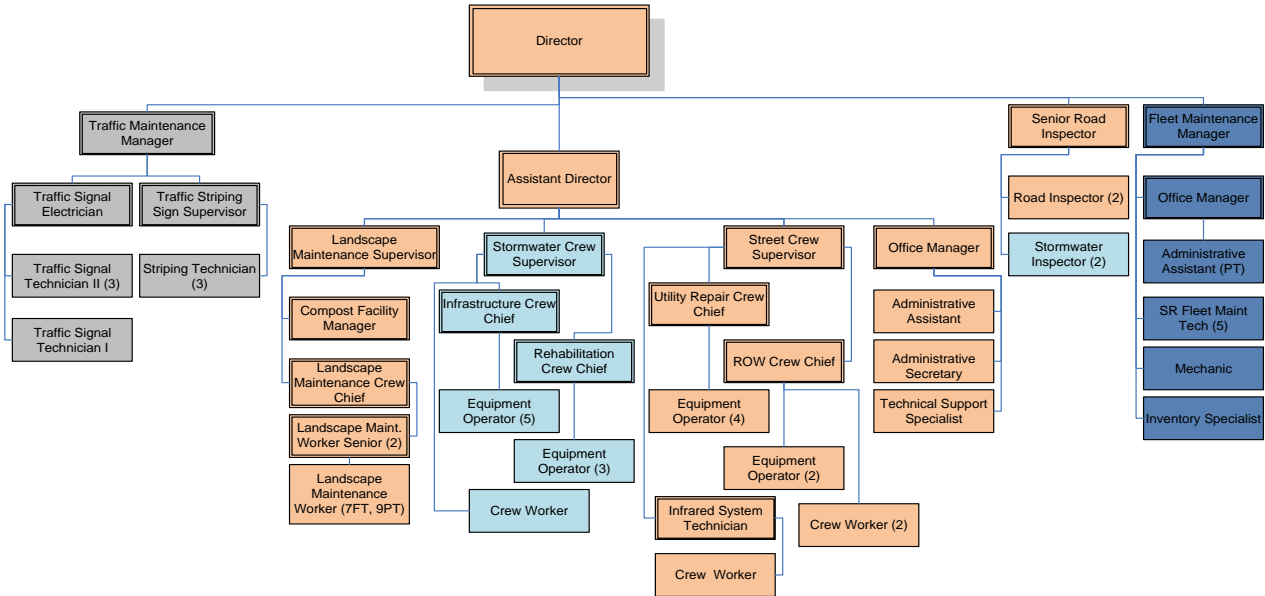 Director
Traffic Maintenance
Manager
Senior Road
Inspector
Fleet Maintenance
Manager
Assistant Director
Traffic Signal
Electrician
Traffic Striping
Sign Supervisor
Road Inspector (2)
Office Manager
Landscape
Maintenance Supervisor
Stormwater Crew
Supervisor
Street Crew
Supervisor
Office Manager
Stormwater
Inspector (2)
Administrative
Assistant (PT)
Traffic Signal
Technician II (3)
Striping Technician
(3)
Compost Facility
Manager
Infrastructure Crew
Chief
Utility Repair Crew
Chief
Administrative
Assistant
SR Fleet Maint
Tech (5)
Traffic Signal
Technician I
Rehabilitation
Crew Chief
ROW Crew Chief
Administrative
Secretary
Mechanic
Landscape
Maintenance Crew
Chief
Equipment
Operator (5)
Equipment
Operator (4)
Technical Support
Specialist
Inventory Specialist
Landscape Maint.
Worker Senior (2)
Equipment
Operator (3)
Equipment
Operator (2)
Landscape
Maintenance
Worker (7FT, 9PT)
Crew Worker
Infrared System
Technician
Crew Worker (2)
Crew  Worker